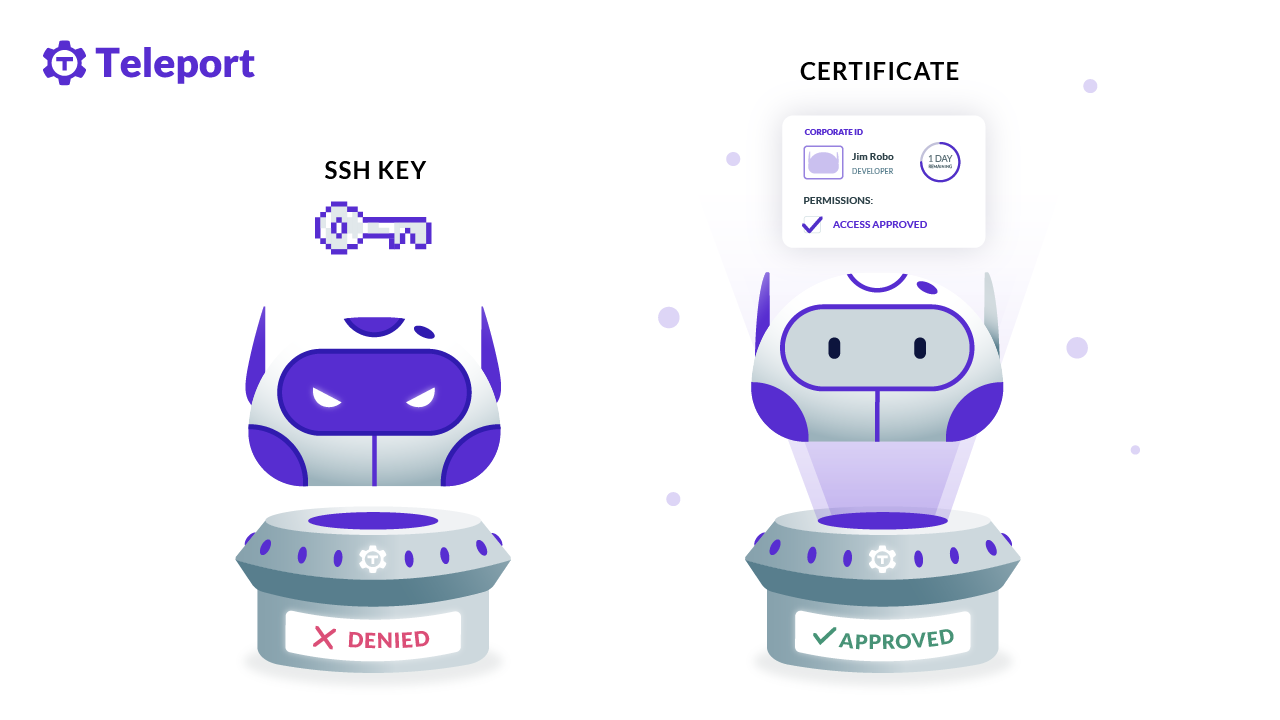 Teleport
SSH KEY
DENIED
CERTIFICATE
CORPORATE ID
Jim Robo
DEVELOPER
1 DAY
REMAINING
PERMISSIONS:
ACCESS APPROVED
APPROVED